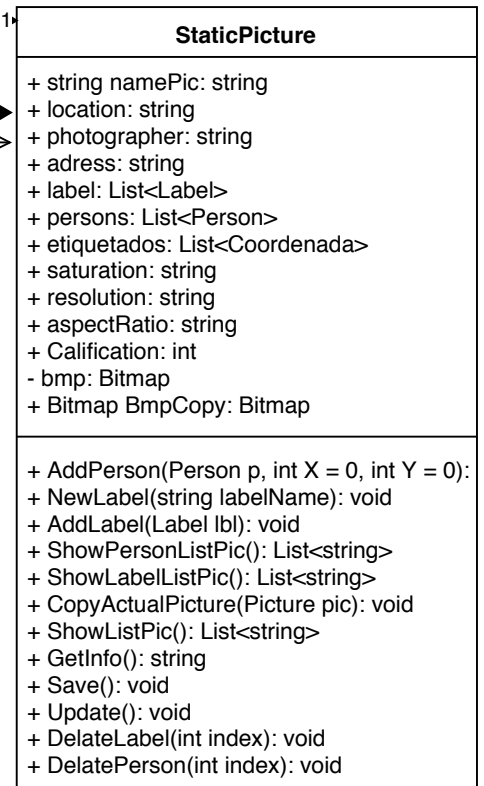 1
StaticPicture
+ string namePic: string
+ location: string
+ photographer: string
+ adress: string
+ label: List<Label>
+ persons: List<Person>
+ etiquetados: List<Coordenada>
+ saturation: string
+ resolution: string
+ aspectRatio: string
+ Calification: int
- bmp: Bitmap
+ Bitmap BmpCopy: Bitmap
+ AddPerson(Person p, int X = 0, int Y = 0):
+ NewLabel(string labelName): void
+ AddLabel(Label lbl): void
+ ShowPersonListPic(): List<string>
+ ShowLabelListPic(): List<string>
+ CopyActualPicture(Picture pic): void
+ ShowListPic(): List<string>
+ GetInfo(): string
+ Save(): void
+ Update(): void
+ DelateLabel(int index): void
+ DelatePerson(int index): void